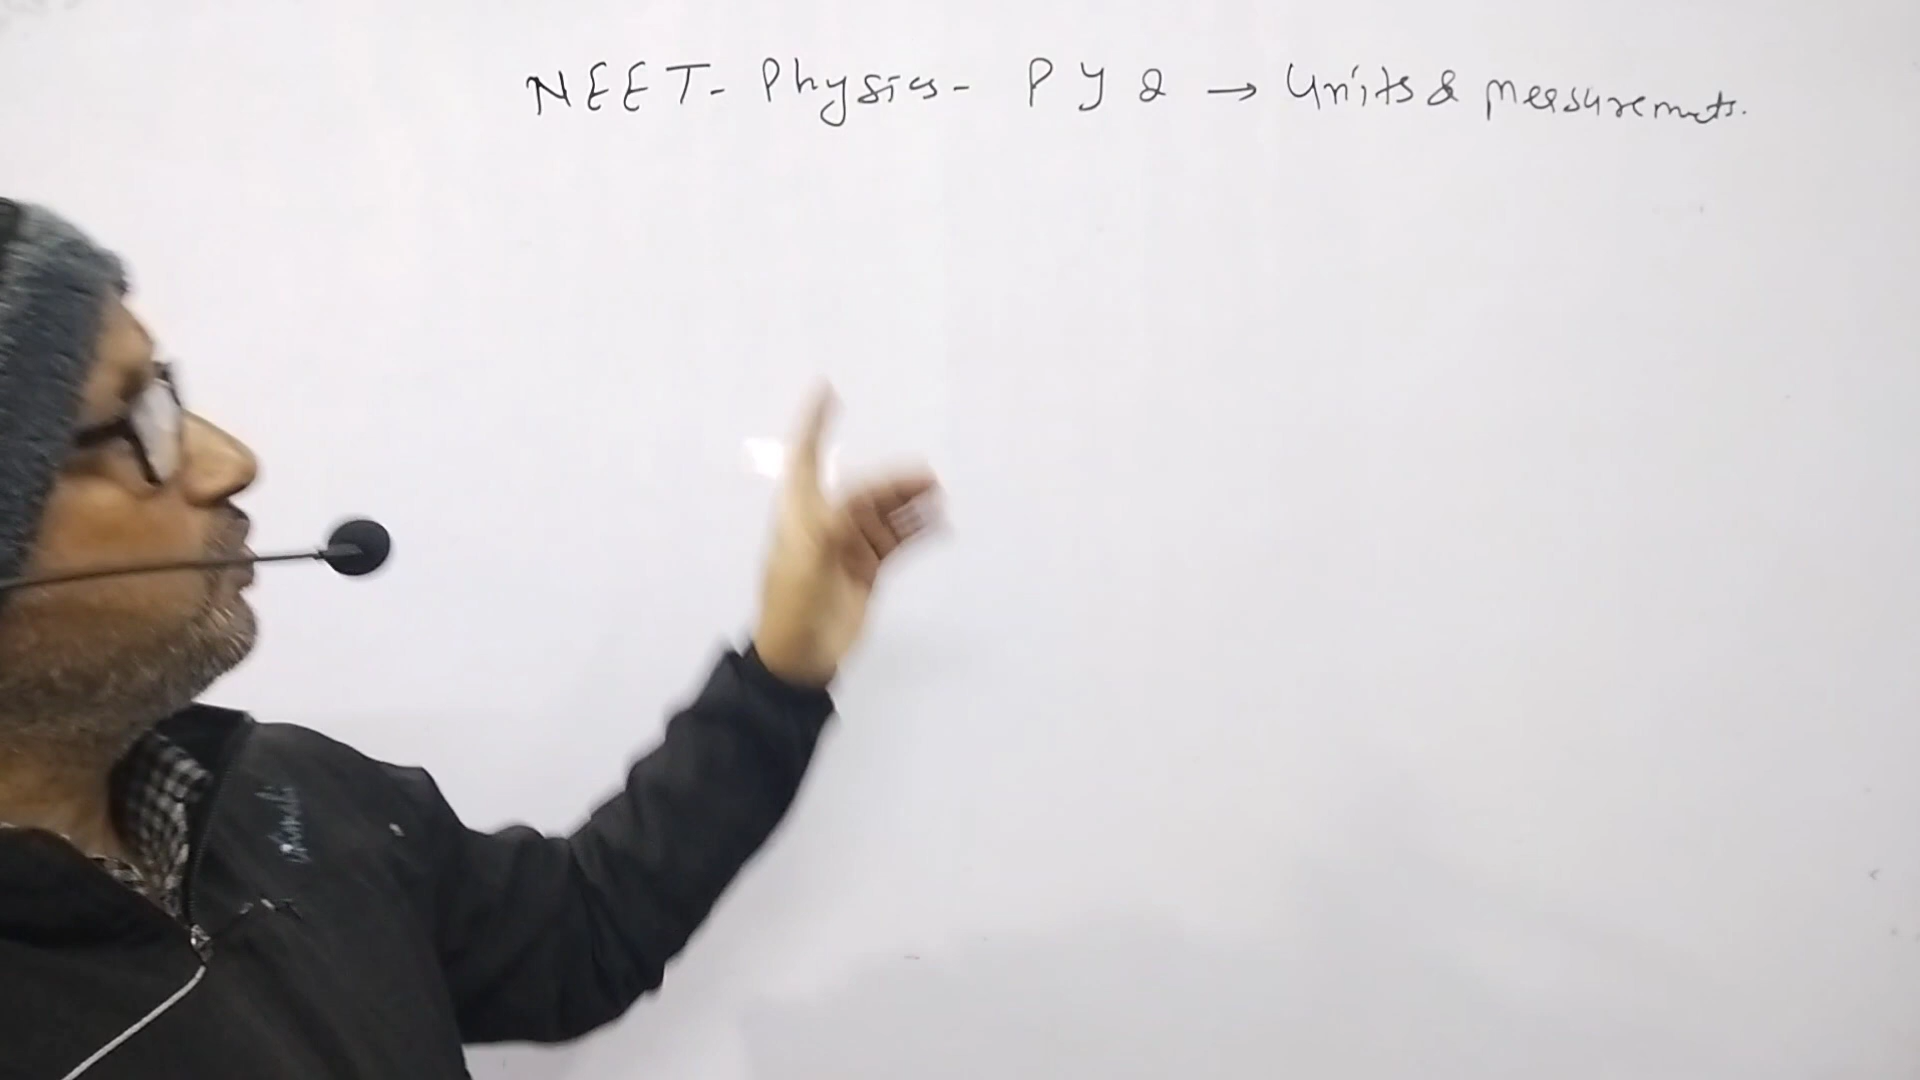 NEET- Physics- PYQ → Units & measurements.